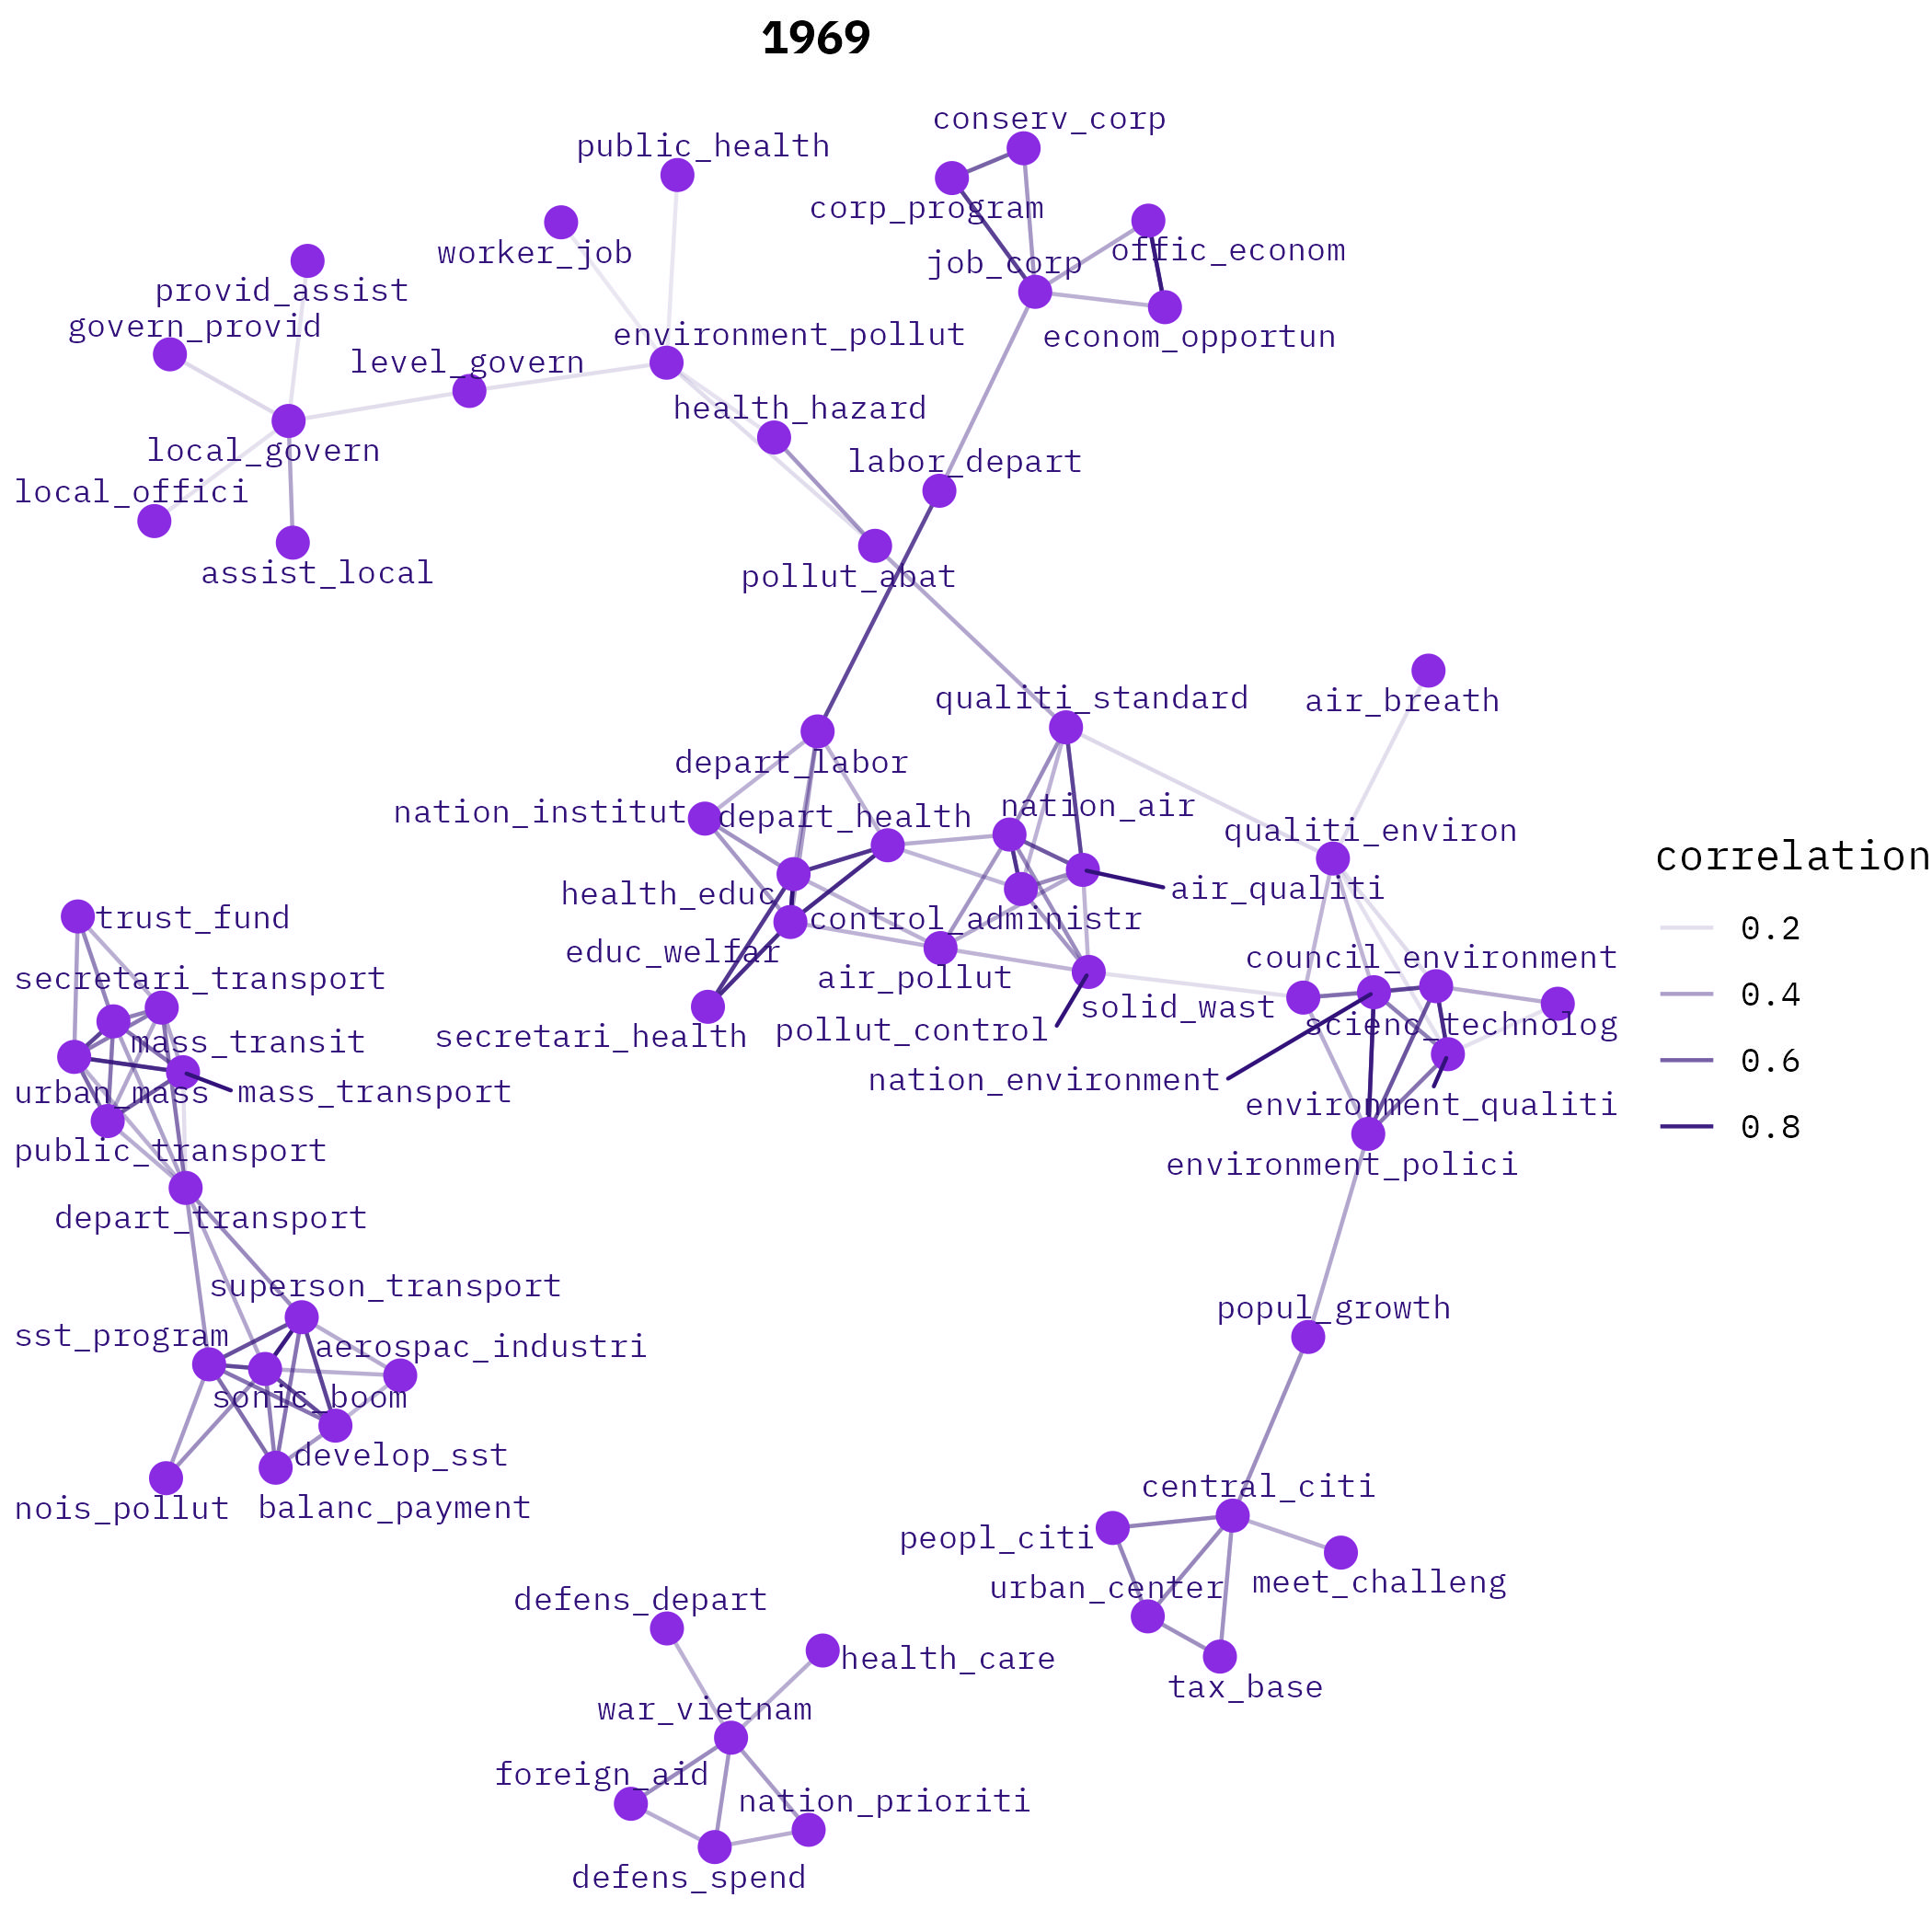 1969
conserv_corp
public_health
corp_program
worker_job
offic_econom
job_corp
provid_assist
govern_provid
environment_pollut
econom_opportun
level_govern
health_hazard
local_govern
labor_depart
local_offici
assist_local
pollut_abat
qualiti_standard
air_breath
depart_labor
nation_institut
depart_health
nation_air
qualiti_environ
correlation
health_educ
air_qualiti
trust_fund
control_administr
0.2
educ_welfar
council_environment
secretari_transport
air_pollut
0.4
solid_wast
scienc_technolog
pollut_control
secretari_health
mass_transit
0.6
nation_environment
urban_mass
mass_transport
environment_qualiti
0.8
public_transport
environment_polici
depart_transport
superson_transport
popul_growth
sst_program
aerospac_industri
sonic_boom
develop_sst
central_citi
nois_pollut
balanc_payment
peopl_citi
meet_challeng
urban_center
defens_depart
health_care
tax_base
war_vietnam
foreign_aid
nation_prioriti
defens_spend